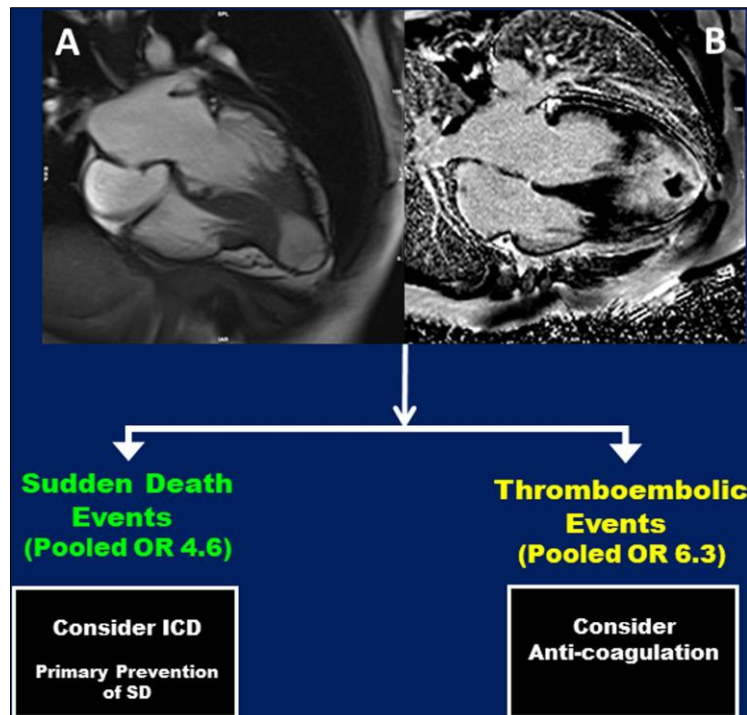 A
B
Sudden Death
Events
(Pooled OR 4.6)
Thromboembolic
Events
(Pooled OR 6.3)
Consider ICD
Primary Prevention
of SD
Consider
Anti-coagulation